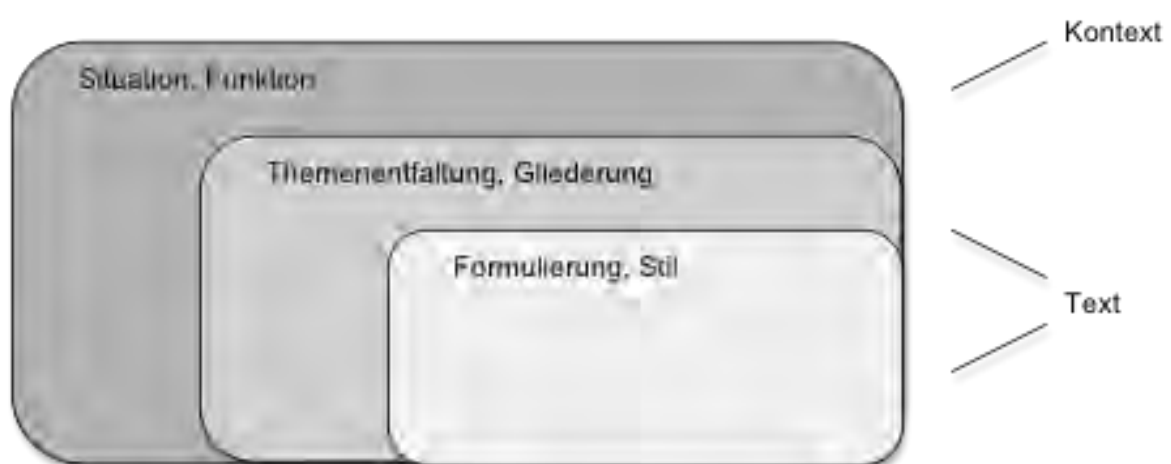 Kontext
Situation, Funktion
Themenentfaltung, Gliederung
Formulierung, Stil
Text